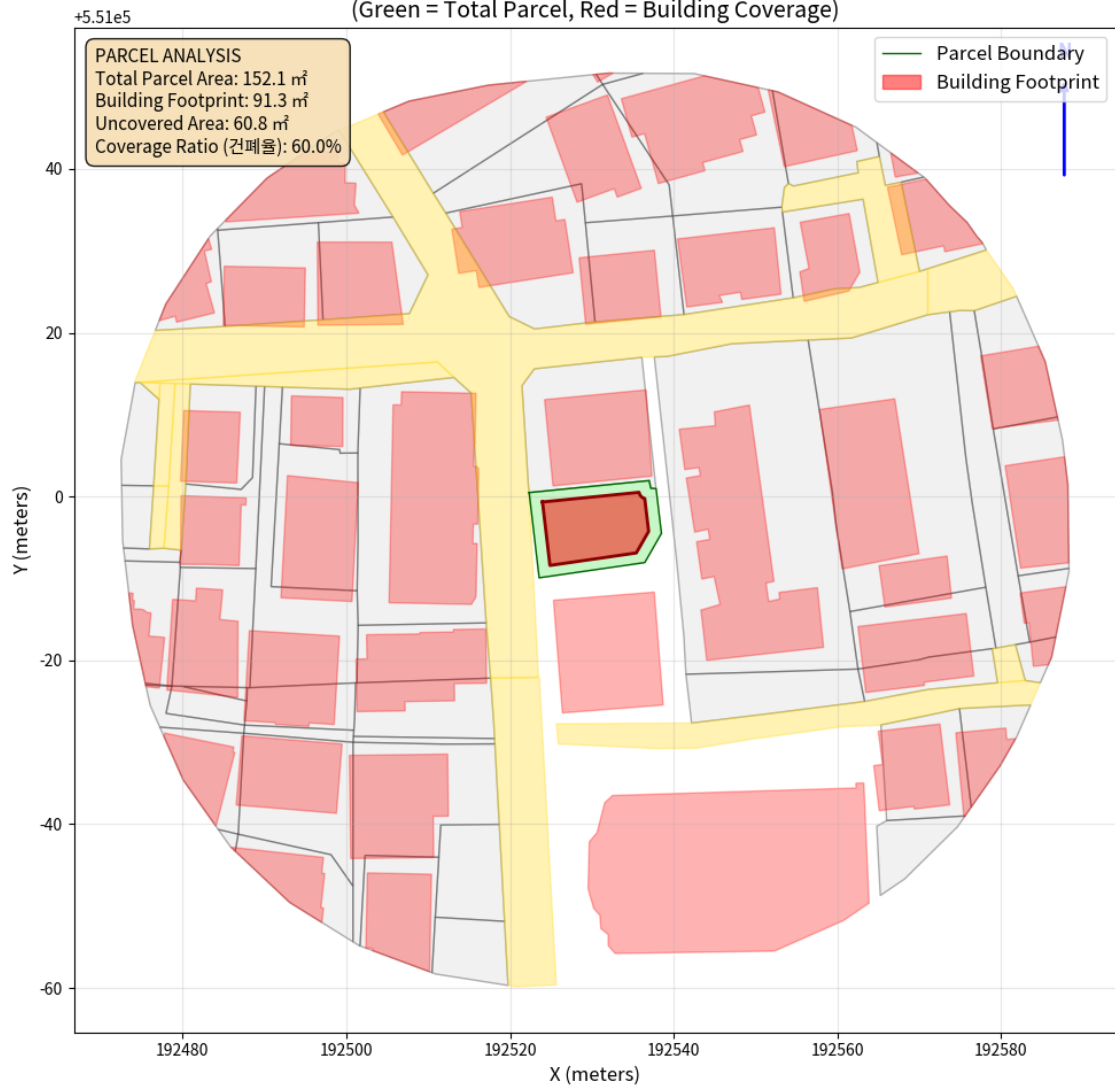 (Green = Total Parcel, Red = Building Coverage)
+5.51e5
PARCEL ANALYSIS
Total Parcel Area: 152.1 ㎡
Building Footprint: 91.3 ㎡
Uncovered Area: 60.8 ㎡
Coverage Ratio (건폐율): 60.0%
N
Parcel Boundary
Building Footprint
40
20
0
-20
-40
-60
Y (meters)
192480
192500
192520
192540
192560
192580
X (meters)